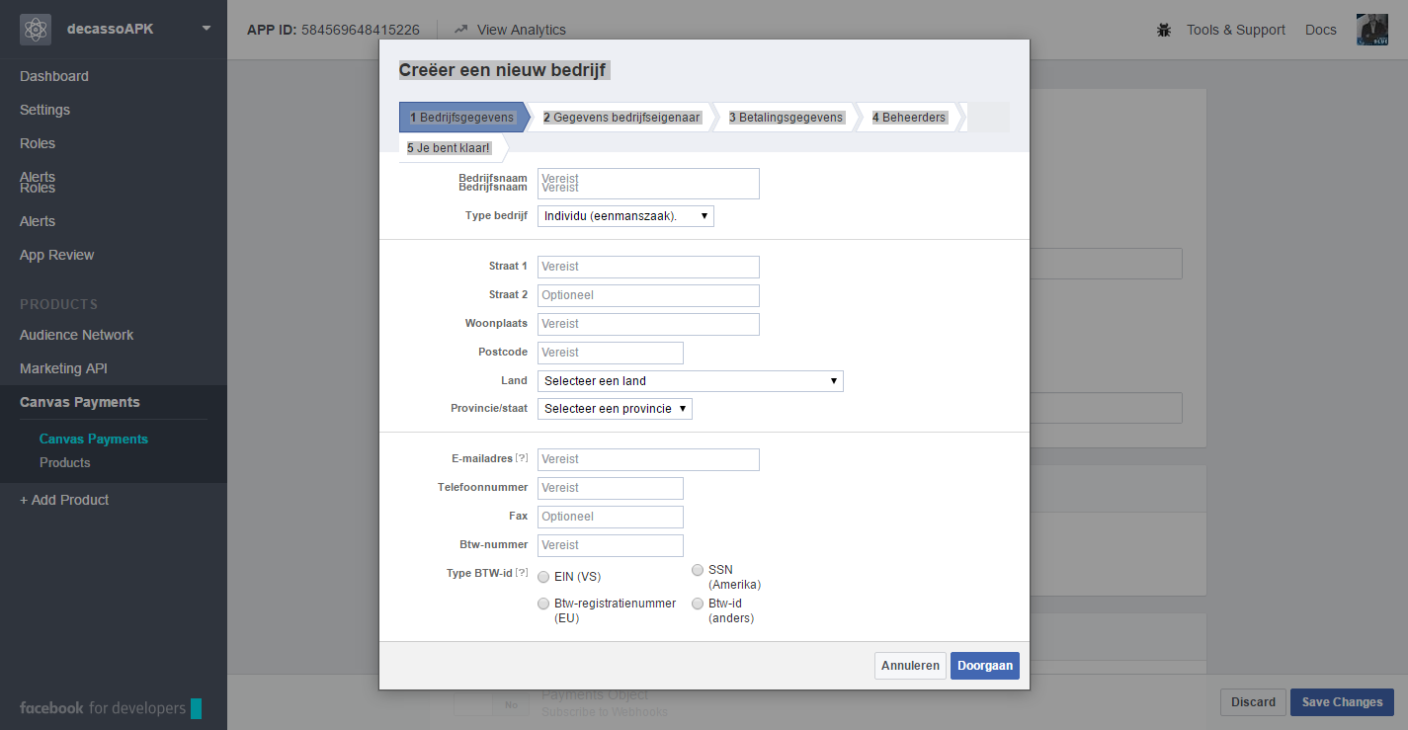 decassoAPK
APP ID: 584569648415226
View Analytics
Tools & Support
Docs
Dashboard
Settings
Roles
Alerts
Roles
Alerts
App Review
PRODUCTS
Audience Network
Marketing API
Canvas Payments
Canvas Payments
Products
+ Add Product
facebook for developers
Creëer een nieuw bedrijf
1 Bedrijfsgegevens
2 Gegevens bedrijfseigenaar
3 Betalingsgegevens
4 Beheerders
5 Je bent klaar!
Bedrijfsnaam Vereist
Bedrijfsnaam Vereist
Type bedrijf Individu (eenmanszaak).
Straat 1 Vereist
Straat 2 Optioneel
Woonplaats Vereist
Postcode Vereist
Land Selecteer een land
Provincie/staat Selecteer een provincie
E-mailadres [?] Vereist
Telefoonnummer Vereist
Fax Optioneel
Btw-nummer Vereist
Type BTW-id [?]
EIN (VS)
SSN
(Amerika)
Btw-registratienummer
(EU)
Btw-id
(anders)
Annuleren
Doorgaan
No
Payments Object
Subscribe to Webhooks
Discard
Save Changes